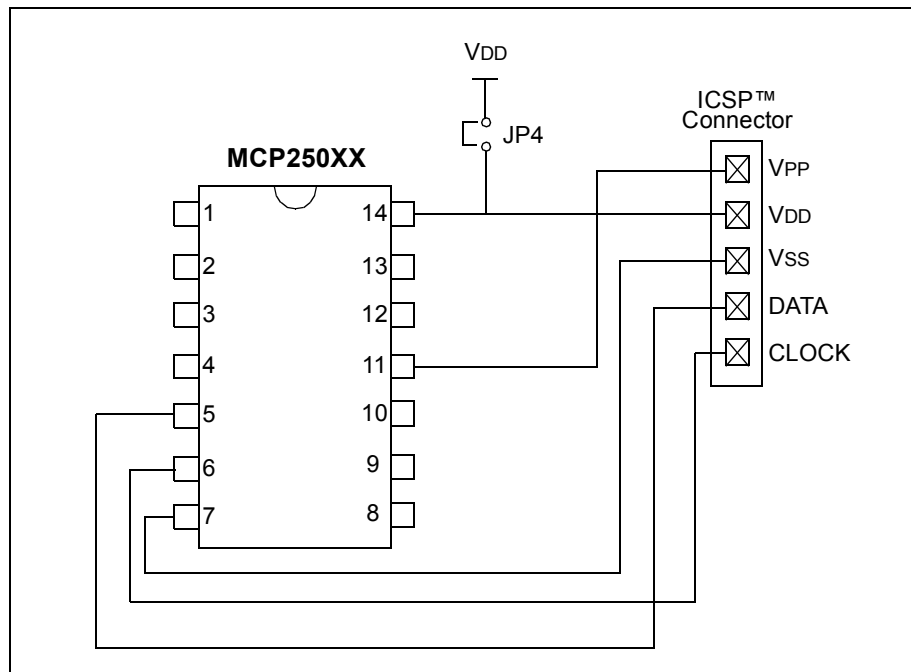 VDD
JP4
ICSP™
Connector
MCP250XX
VPP
1 14
VDD
2 13
VSS
3 12
DATA
4 11
CLOCK
5 10
6 9
7 8